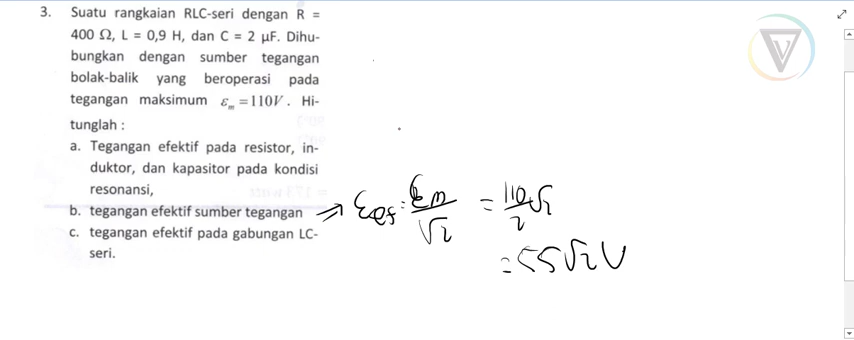 3. Suatu rangkaian RLC-seri dengan R =
400 Ω, L = 0,9 H, dan C = 2 μF. Dihu-
bungkan dengan sumber tegangan
bolak-balik yang beroperasi pada
tegangan maksimum εₘ = 110V. Hi-
tunglah :
a. Tegangan efektif pada resistor, in-
duktor, dan kapasitor pada kondisi
resonansi,
b. tegangan efektif sumber tegangan
⇒ εef = εm/√2 = 110/2 √2
= 55√2 V
c. tegangan efektif pada gabungan LC-
seri.